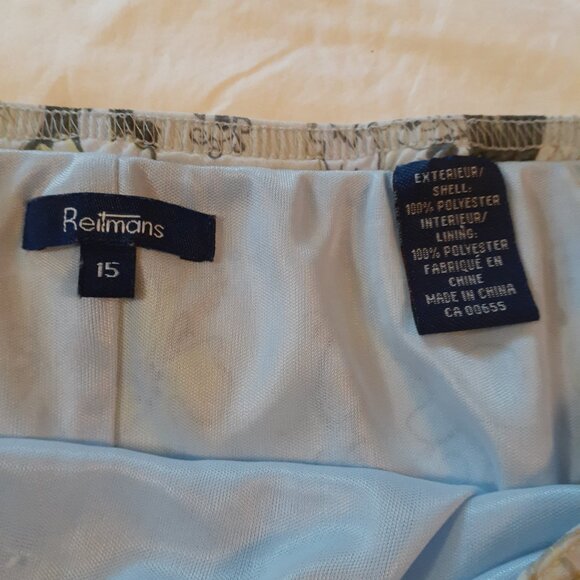 Reitmans
15
EXTERIEUR/
SHELL:
100% POLYESTER
INTERIEUR/
LINING:
100% POLYESTER
FABRIQUÉ EN
CHINE
MADE IN CHINA
CA 00655